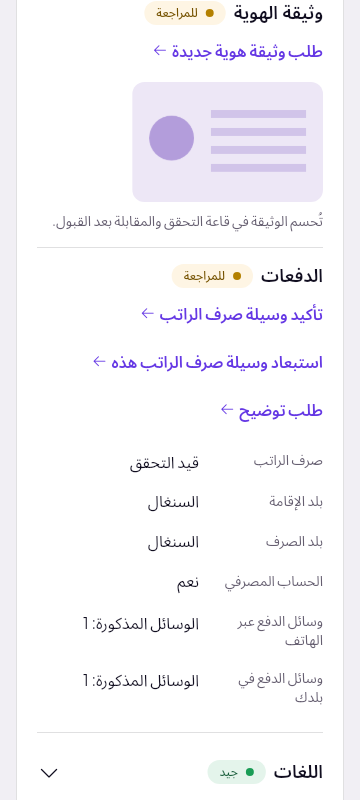 وثيقة الهوية للمراجعة
طلب وثيقة هوية جديدة ←
تُحسم الوثيقة في قاعة التحقق والمقابلة بعد القبول.
الدفعات للمراجعة
تأكيد وسيلة صرف الراتب ←
استبعاد وسيلة صرف الراتب هذه ←
طلب توضيح ←
صرف الراتب قيد التحقق
بلد الإقامة السنغال
بلد الصرف السنغال
الحساب المصرفي نعم
وسائل الدفع عبر الوسائل المذكورة: 1
الهاتف
وسائل الدفع في الوسائل المذكورة: 1
بلدك
اللغات جيد